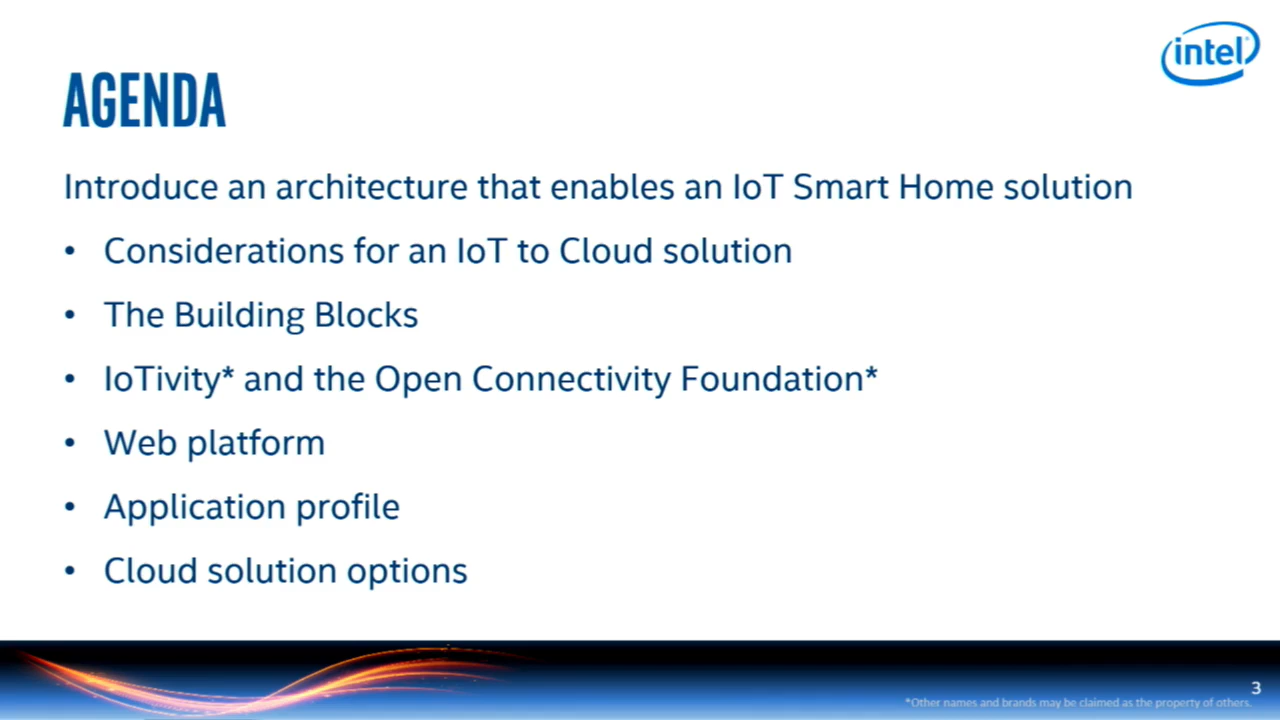 intel
AGENDA
Introduce an architecture that enables an IoT Smart Home solution
• Considerations for an IoT to Cloud solution
• The Building Blocks
• IoTivity* and the Open Connectivity Foundation*
• Web platform
• Application profile
• Cloud solution options
3
*Other names and brands may be claimed as the property of others.